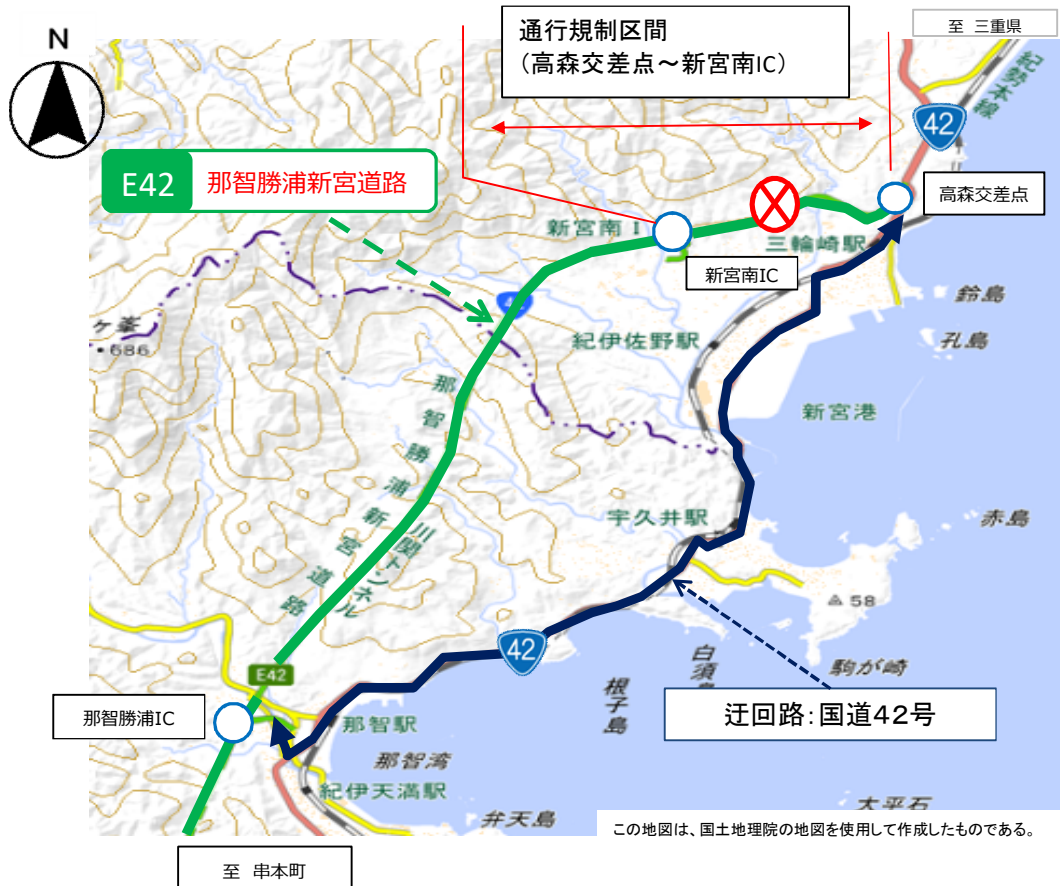 至 三重県
通行規制区間
(高森交差点～新宮南IC)
N
紀勢本線
42
E42 那智勝浦新宮道路
高森交差点
新宮南I
三輪崎駅
新宮南IC
鈴島
孔島
ヶ峯
・686
紀伊佐野駅
新宮港
那智勝浦新宮道路
川関トンネル
宇久井駅
赤島
58
42
駒が崎
白須
根子島
E42
迂回路:国道42号
那智勝浦IC
那智駅
那智湾
紀伊天満駅
弁天島
太平石
この地図は、国土地理院の地図を使用して作成したものである。
至 串本町